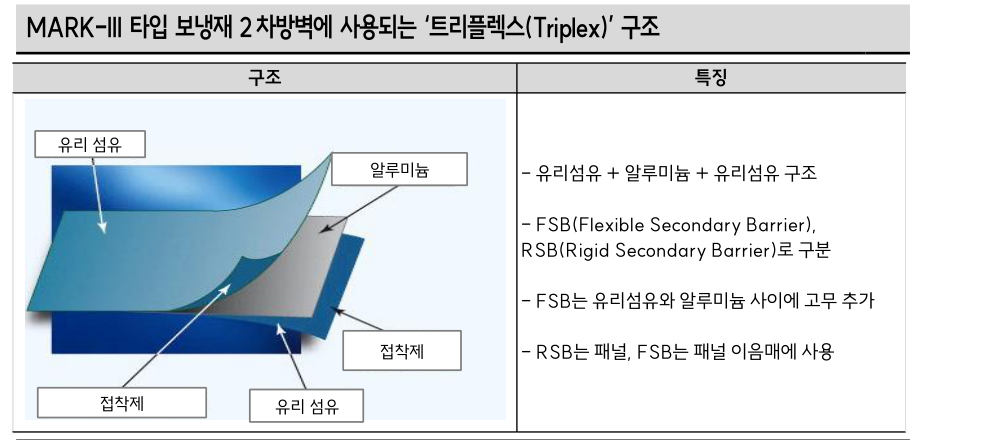 MARK-III 타입 보냉재 2차방벽에 사용되는 ‘트리플렉스(Triplex)’ 구조
구조
특징
유리 섬유
알루미늄
접착제
접착제
유리 섬유
- 유리섬유 + 알루미늄 + 유리섬유 구조
- FSB(Flexible Secondary Barrier),
RSB(Rigid Secondary Barrier)로 구분
- FSB는 유리섬유와 알루미늄 사이에 고무 추가
- RSB는 패널, FSB는 패널 이음매에 사용